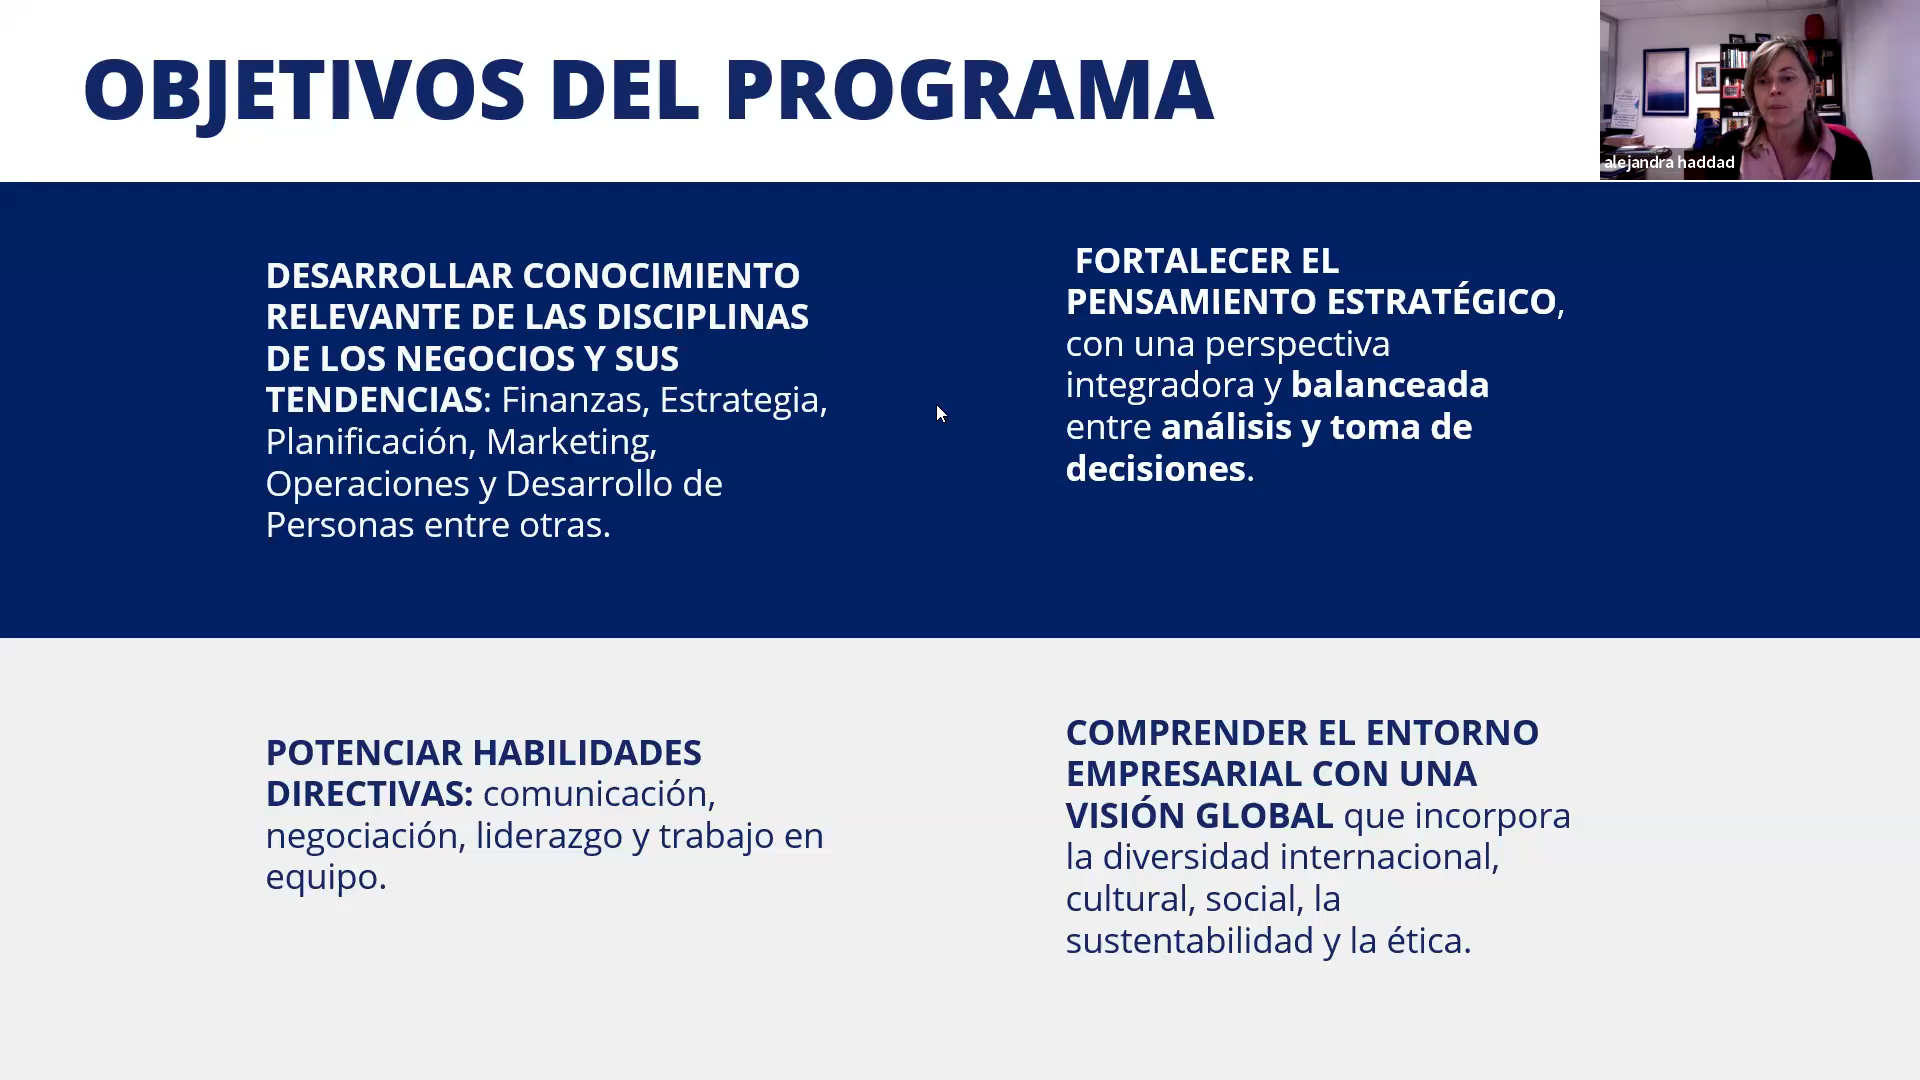 OBJETIVOS DEL PROGRAMA
alejandra haddad
DESARROLLAR CONOCIMIENTO
RELEVANTE DE LAS DISCIPLINAS
DE LOS NEGOCIOS Y SUS
TENDENCIAS: Finanzas, Estrategia,
Planificación, Marketing,
Operaciones y Desarrollo de
Personas entre otras.
FORTALECER EL
PENSAMIENTO ESTRATÉGICO,
con una perspectiva
integradora y balanceada
entre análisis y toma de
decisiones.
POTENCIAR HABILIDADES
DIRECTIVAS: comunicación,
negociación, liderazgo y trabajo en
equipo.
COMPRENDER EL ENTORNO
EMPRESARIAL CON UNA
VISIÓN GLOBAL que incorpora
la diversidad internacional,
cultural, social, la
sustentabilidad y la ética.